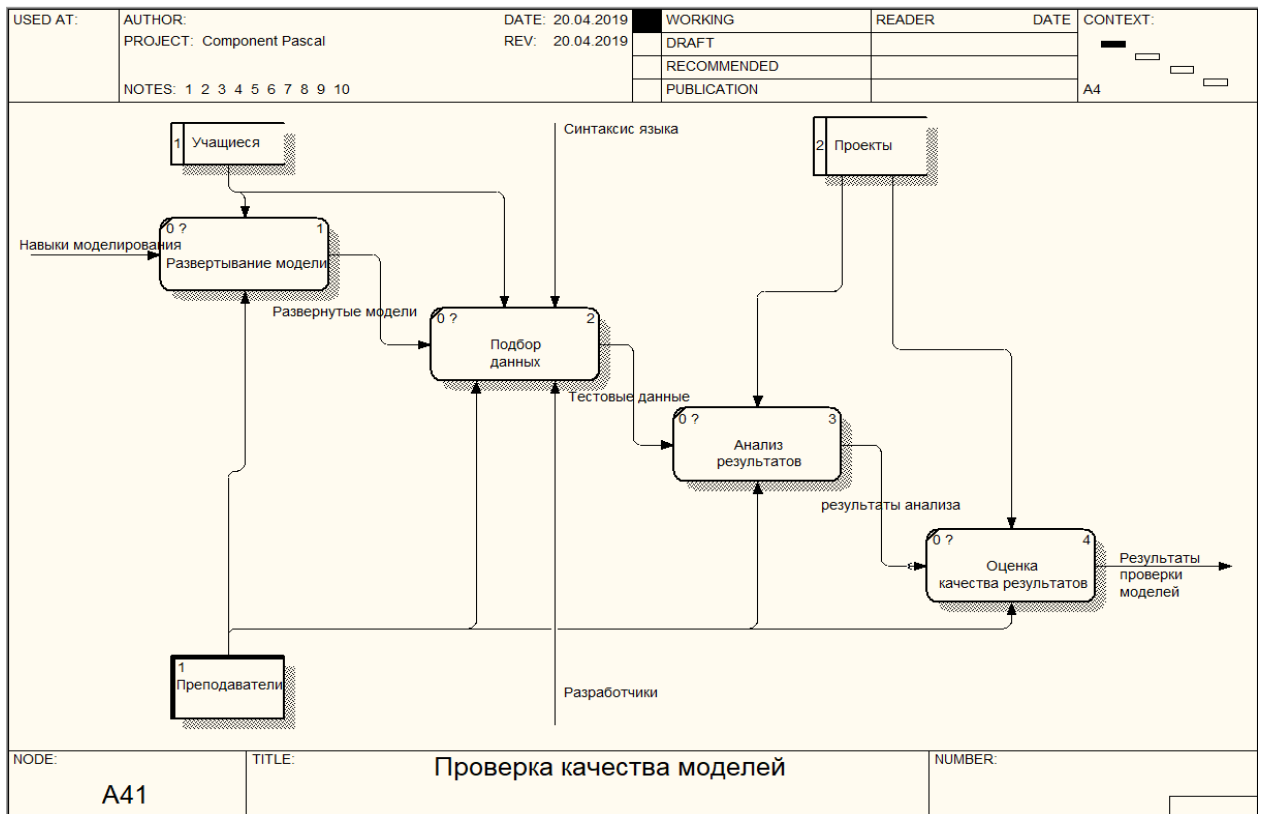 USED AT:
AUTHOR:
DATE: 20.04.2019
PROJECT: Component Pascal
REV: 20.04.2019
NOTES: 1 2 3 4 5 6 7 8 9 10
WORKING
DRAFT
RECOMMENDED
PUBLICATION
READER
DATE
CONTEXT:
A4
1
Учащиеся
Синтаксис языка
2
Проекты
Навыки моделирования
0 ?
1
Развертывание модели
Развернутые модели
0 ?
2
Подбор
данных
Тестовые данные
0 ?
3
Анализ
результатов
результаты анализа
0 ?
4
Оценка
качества результатов
Результаты
проверки
моделей
1
Преподаватели
Разработчики
NODE:
A41
TITLE:
Проверка качества моделей
NUMBER: